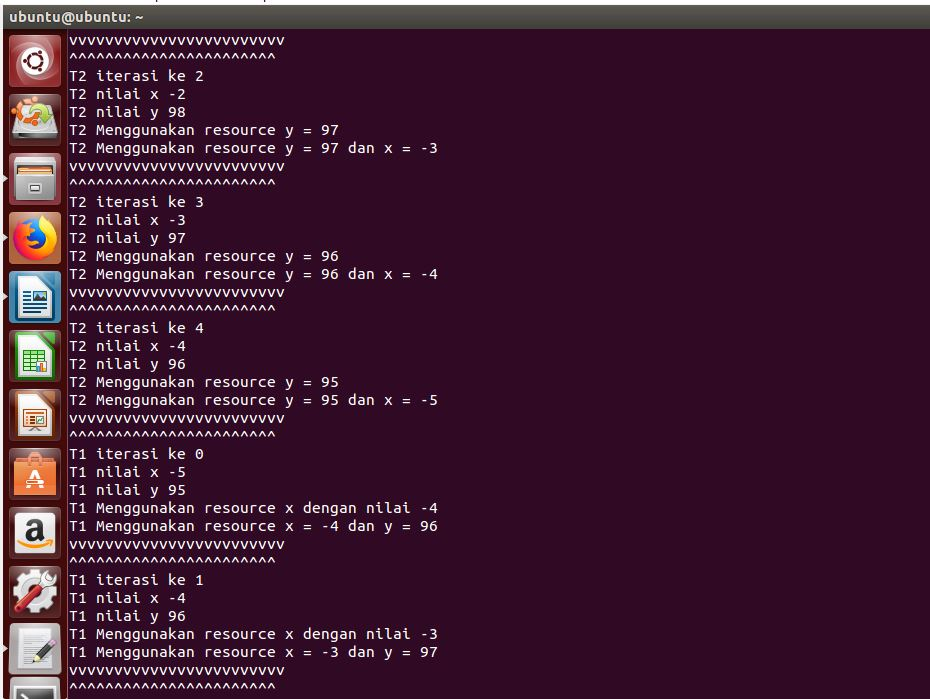 ubuntu@ubuntu: ~
vvvvvvvvvvvvvvvvvvvvvvvv
^^^^^^^^^^^^^^^^^^^^^^^
T2 iterasi ke 2
T2 nilai x -2
T2 nilai y 98
T2 Menggunakan resource y = 97
T2 Menggunakan resource y = 97 dan x = -3
vvvvvvvvvvvvvvvvvvvvvvvv
^^^^^^^^^^^^^^^^^^^^^^^
T2 iterasi ke 3
T2 nilai x -3
T2 nilai y 97
T2 Menggunakan resource y = 96
T2 Menggunakan resource y = 96 dan x = -4
vvvvvvvvvvvvvvvvvvvvvvvv
^^^^^^^^^^^^^^^^^^^^^^^
T2 iterasi ke 4
T2 nilai x -4
T2 nilai y 96
T2 Menggunakan resource y = 95
T2 Menggunakan resource y = 95 dan x = -5
vvvvvvvvvvvvvvvvvvvvvvvv
^^^^^^^^^^^^^^^^^^^^^^^
T1 iterasi ke 0
T1 nilai x -5
T1 nilai y 95
T1 Menggunakan resource x dengan nilai -4
T1 Menggunakan resource x = -4 dan y = 96
vvvvvvvvvvvvvvvvvvvvvvvv
^^^^^^^^^^^^^^^^^^^^^^^
T1 iterasi ke 1
T1 nilai x -4
T1 nilai y 96
T1 Menggunakan resource x dengan nilai -3
T1 Menggunakan resource x = -3 dan y = 97
vvvvvvvvvvvvvvvvvvvvvvvv
^^^^^^^^^^^^^^^^^^^^^^^